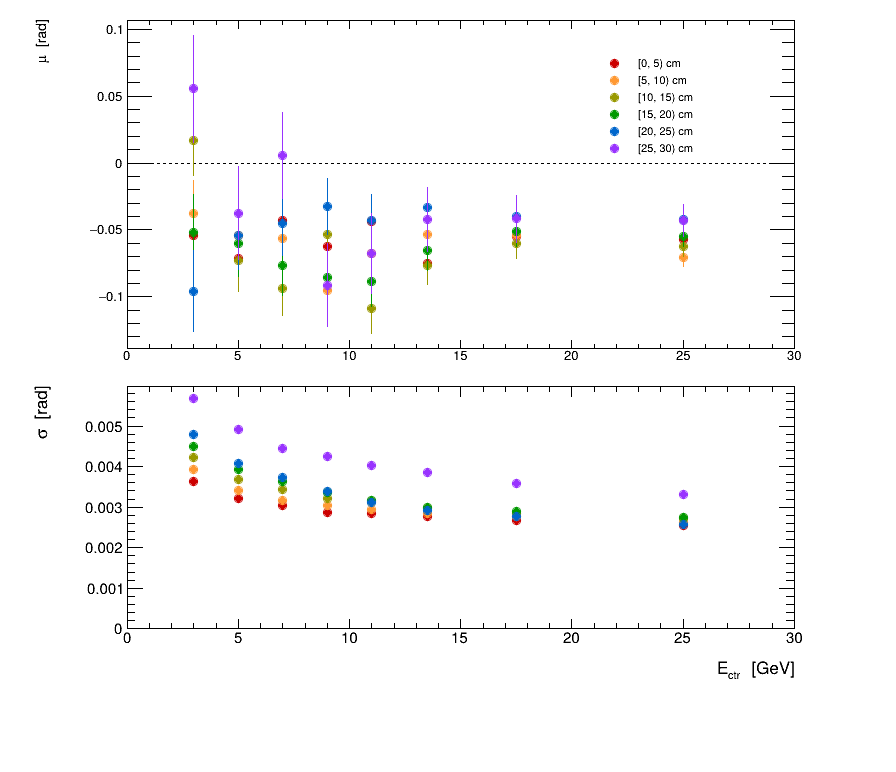 μ [rad]
0.1
0.05
0
−0.05
−0.1
[0, 5) cm
[5, 10) cm
[10, 15) cm
[15, 20) cm
[20, 25) cm
[25, 30) cm
0 5 10 15 20 25 30
σ [rad]
0.005
0.004
0.003
0.002
0.001
0
0 5 10 15 20 25 30
E_ctr [GeV]